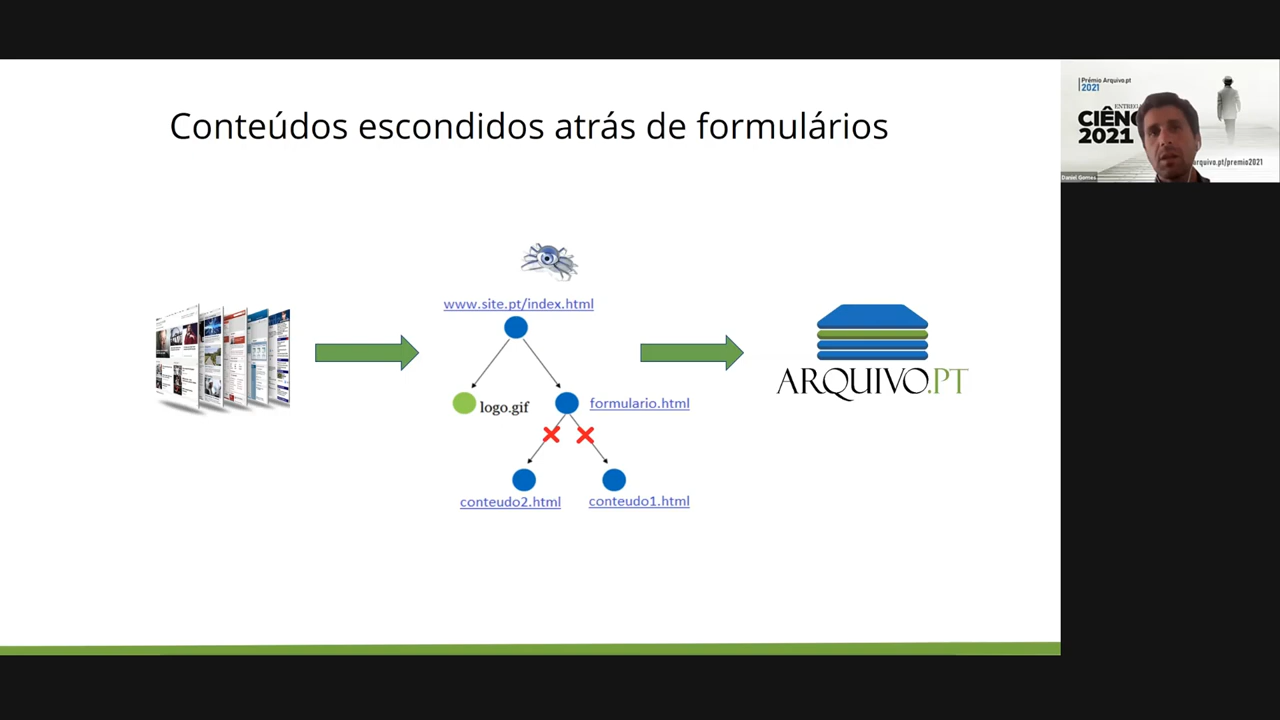 Conteúdos escondidos atrás de formulários
www.site.pt/index.html
logo.gif
formulario.html
conteudo2.html
conteudo1.html
ARQUIVO.PT
Prémio Arquivo.pt
2021
ENTREGA
CIÊNC
2021
arquivo.pt/premio2021
Daniel Gomes